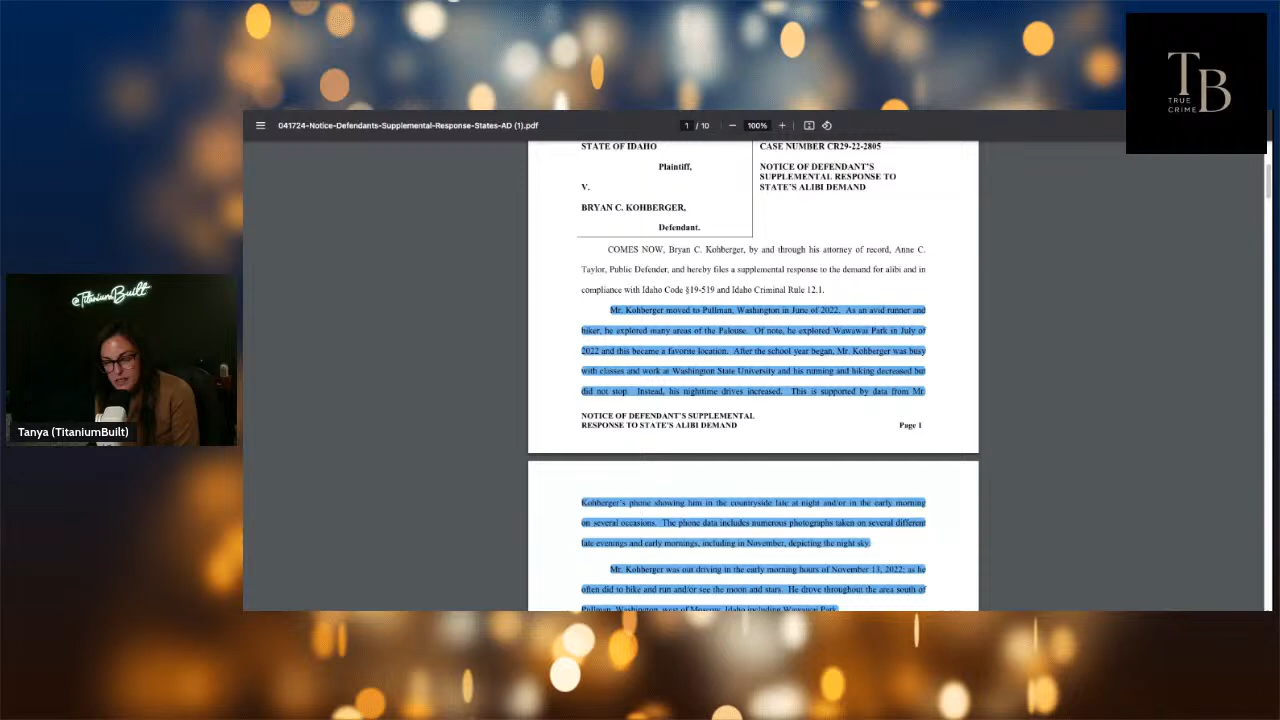 TB
TRUE
CRIME
041724-Notice-Defendants-Supplemental-Response-States-AD (1).pdf
1 / 10
100%
STATE OF IDAHO
Plaintiff,
V.
BRYAN C. KOHBERGER,
Defendant.
CASE NUMBER CR29-22-2805
NOTICE OF DEFENDANT'S
SUPPLEMENTAL RESPONSE TO
STATE'S ALIBI DEMAND
COMES NOW, Bryan C. Kohberger, by and through his attorney of record, Anne C.
Taylor, Public Defender, and hereby files a supplemental response to the demand for alibi and in
compliance with Idaho Code §19-519 and Idaho Criminal Rule 12.1.
Mr. Kohberger moved to Pullman, Washington in June of 2022. As an avid runner and
hiker, he explored many areas of the Palouse. Of note, he explored Wawawai Park in July of
2022 and this became a favorite location. After the school year began, Mr. Kohberger was busy
with classes and work at Washington State University and his running and hiking decreased but
did not stop. Instead, his nighttime drives increased. This is supported by data from Mr.
NOTICE OF DEFENDANT'S SUPPLEMENTAL
RESPONSE TO STATE'S ALIBI DEMAND
Page 1
Kohberger's phone showing him in the countryside late at night and/or in the early morning
on several occasions. The phone data includes numerous photographs taken on several different
late evenings and early mornings, including in November, depicting the night sky.
Mr. Kohberger was out driving in the early morning hours of November 13, 2022; as he
often did to hike and run and/or see the moon and stars. He drove throughout the area south of
Pullman, Washington, west of Moscow, Idaho including Wawawai Park.
@TitaniumBuilt
Tanya (TitaniumBuilt)